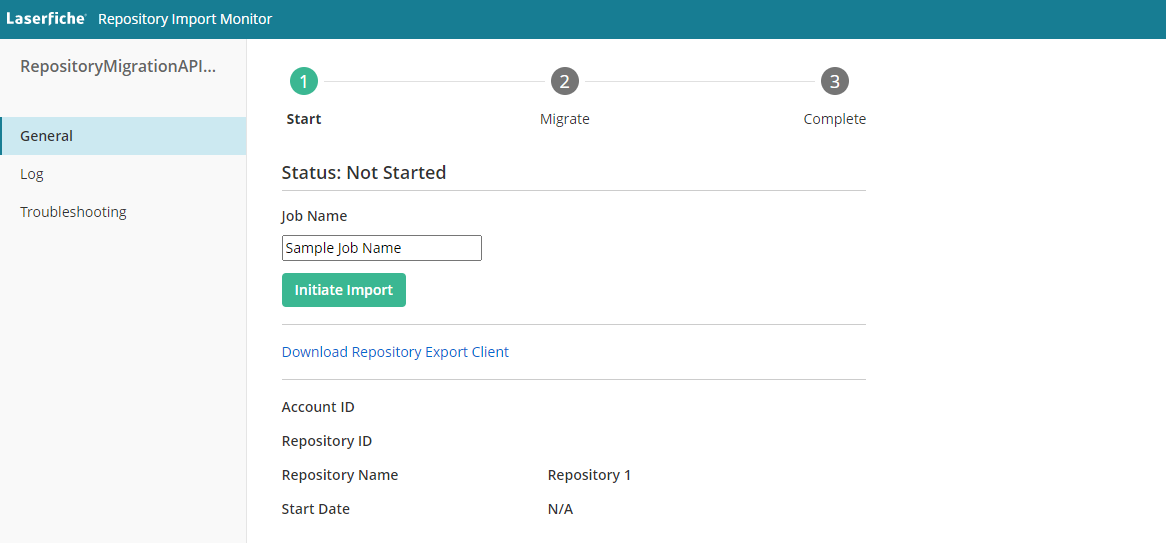 Laserfiche Repository Import Monitor
RepositoryMigrationAPI...
General
Log
Troubleshooting
1 2 3
Start Migrate Complete
Status: Not Started
Job Name
Sample Job Name
Initiate Import
Download Repository Export Client
Account ID
Repository ID
Repository Name Repository 1
Start Date N/A